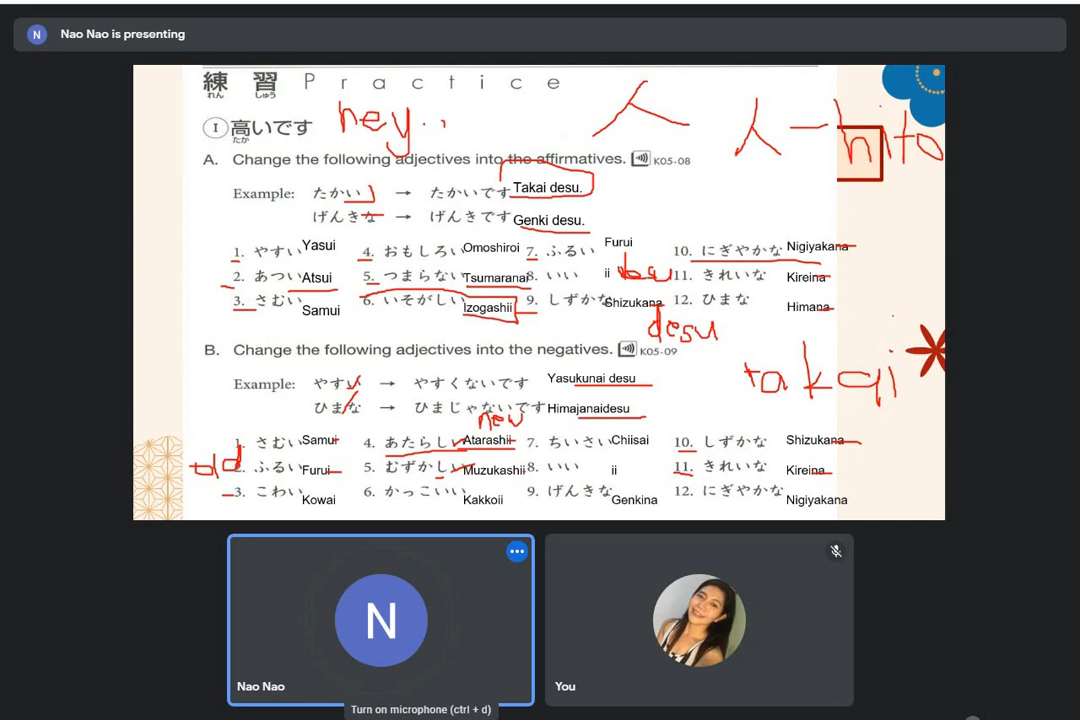 N Nao Nao is presenting
練習 Practice
れん しゅう
hey..
人 人-hito
I 高いです
たか
A. Change the following adjectives into the affirmatives. K05-08
Example: たかい → たかいです Takai desu.
げんきな → げんきです Genki desu.
1. やすい Yasui 4. おもしろい Omoshiroi 7. ふるい Furui 10. にぎやかな Nigiyakana
2. あつい Atsui 5. つまらない Tsumaranai 8. いい ii 11. きれいな Kireina
3. さむい Samui 6. いそがしい Izogashii 9. しずかな Shizukana 12. ひまな Himana
desu
B. Change the following adjectives into the negatives. K05-09
takai
Example: やすい → やすくないです Yasukunai desu
ひまな → ひまじゃないです Himajanaidesu
new
1. さむい Samui 4. あたらしい Atarashii 7. ちいさい Chiisai 10. しずかな Shizukana
2. ふるい Furui 5. むずかしい Muzukashii 8. いい ii 11. きれいな Kireina
3. こわい Kowai 6. かっこいい Kakkoii 9. げんきな Genkina 12. にぎやかな Nigiyakana
N
Nao Nao
You
Turn on microphone (ctrl + d)